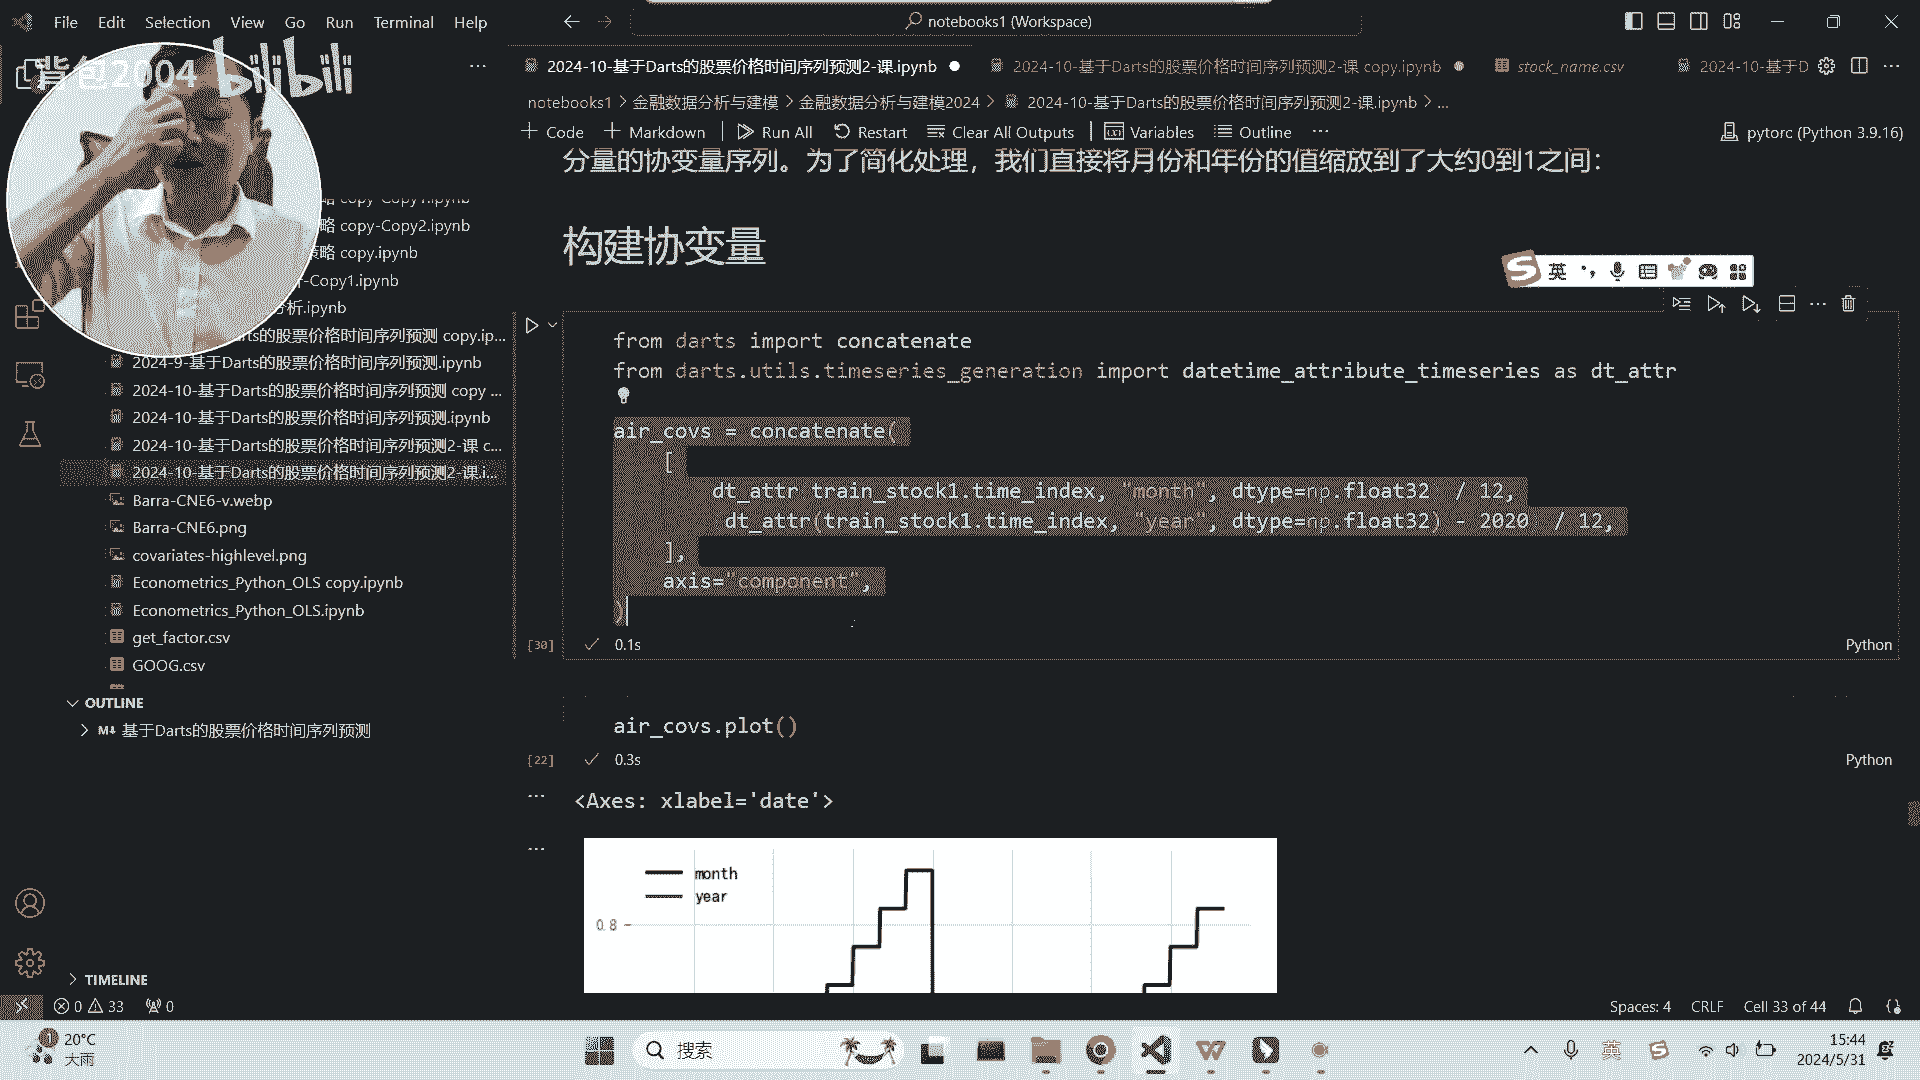 File Edit Selection View Go Run Terminal Help
notebooks1 (Workspace)
背包2004 bilibili
2024-10-基于Darts的股票价格时间序列预测2-课.ipynb
2024-10-基于Darts的股票价格时间序列预测2-课 copy.ipynb
stock_name.csv
2024-10-基于D
notebooks1 > 金融数据分析与建模 > 金融数据分析与建模2024 > 2024-10-基于Darts的股票价格时间序列预测2-课.ipynb > ...
+ Code + Markdown Run All Restart Clear All Outputs Variables Outline ...
pytorc (Python 3.9.16)
分量的协变量序列。为了简化处理，我们直接将月份和年份的值缩放到了大约0到1之间：
构建协变量
英
from darts import concatenate
from darts.utils.timeseries_generation import datetime_attribute_timeseries as dt_attr
air_covs = concatenate(
[
dt_attr train_stock1.time_index, "month", dtype=np.float32 / 12,
dt_attr(train_stock1.time_index, "year", dtype=np.float32) - 2020 / 12,
],
axis="component",
)
[30] 0.1s Python
air_covs.plot()
[22] 0.3s Python
<Axes: xlabel='date'>
month
year
0.8
略 copy-Copy1.ipynb
略 copy-Copy2.ipynb
略 copy.ipynb
-Copy1.ipynb
析.ipynb
arts的股票价格时间序列预测 copy.ip...
2024-9-基于Darts的股票价格时间序列预测.ipynb
2024-10-基于Darts的股票价格时间序列预测 copy ...
2024-10-基于Darts的股票价格时间序列预测.ipynb
2024-10-基于Darts的股票价格时间序列预测2-课 c...
2024-10-基于Darts的股票价格时间序列预测2-课.i...
Barra-CNE6-v.webp
Barra-CNE6.png
covariates-highlevel.png
Econometrics_Python_OLS copy.ipynb
Econometrics_Python_OLS.ipynb
get_factor.csv
GOOG.csv
OUTLINE
M↓ 基于Darts的股票价格时间序列预测
TIMELINE
0 33 0
Spaces: 4 CRLF Cell 33 of 44
1 20°C
大雨
搜索
英
15:44
2024/5/31